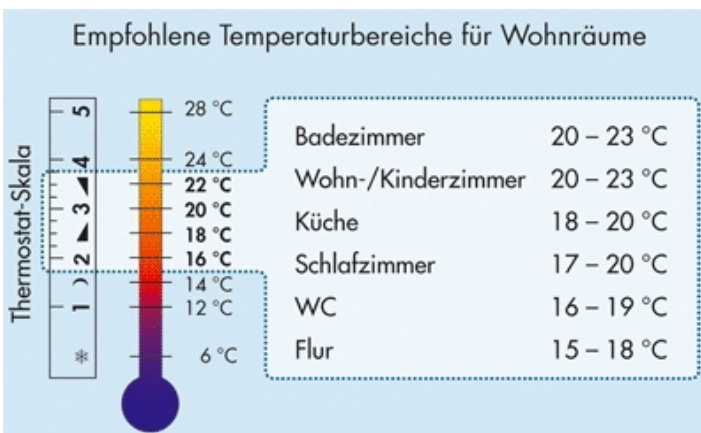 Empfohlene Temperaturbereiche für Wohnräume
Thermostat-Skala
5
4
3
2
1
28 °C
24 °C
22 °C
20 °C
18 °C
16 °C
14 °C
12 °C
6 °C
Badezimmer 20 – 23 °C
Wohn-/Kinderzimmer 20 – 23 °C
Küche 18 – 20 °C
Schlafzimmer 17 – 20 °C
WC 16 – 19 °C
Flur 15 – 18 °C